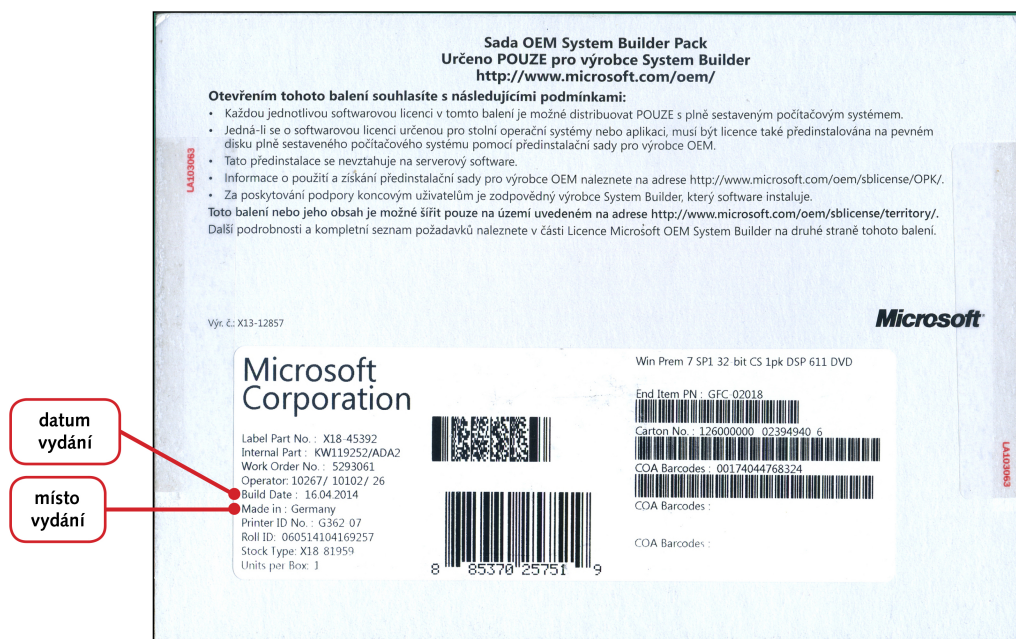 Sada OEM System Builder Pack
Určeno POUZE pro výrobce System Builder
http://www.microsoft.com/oem/
Otevřením tohoto balení souhlasíte s následujícími podmínkami:
• Každou jednotlivou softwarovou licenci v tomto balení je možné distribuovat POUZE s plně sestaveným počítačovým systémem.
• Jedná-li se o softwarovou licenci určenou pro stolní operační systémy nebo aplikaci, musí být licence také předinstalována na pevném
disku plně sestaveného počítačového systému pomocí předinstalační sady pro výrobce OEM.
• Tato předinstalace se nevztahuje na serverový software.
• Informace o použití a získání předinstalační sady pro výrobce OEM naleznete na adrese http://www.microsoft.com/oem/sblicense/OPK/.
• Za poskytování podpory koncovým uživatelům je zodpovědný výrobce System Builder, který software instaluje.
Toto balení nebo jeho obsah je možné šířit pouze na území uvedeném na adrese http://www.microsoft.com/oem/sblicense/territory/.
Další podrobnosti a kompletní seznam požadavků naleznete v části Licence Microsoft OEM System Builder na druhé straně tohoto balení.
LA103063
Výr. č.: X13-12857
Microsoft
Microsoft
Corporation
Label Part No. : X18-45392
Internal Part : KW119252/ADA2
Work Order No. : 5293061
Operator: 10267/ 10102/ 26
Build Date : 16.04.2014
Made in : Germany
Printer ID No. : G362 07
Roll ID: 060514104169257
Stock Type: X18 81959
Units per Box: 1
8 85370 25751 9
Win Prem 7 SP1 32-bit CS 1pk DSP 611 DVD
End Item PN : GFC-02018
Carton No. : 126000000 02394940 6
COA Barcodes : 00174044768324
COA Barcodes :
COA Barcodes :
LA103063
datum
vydání
místo
vydání